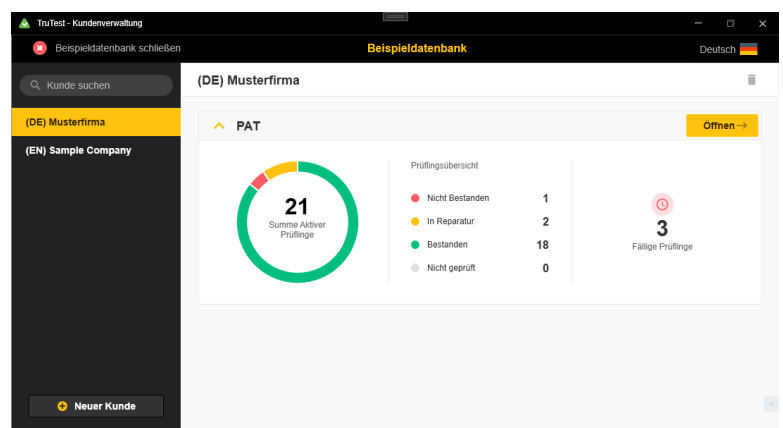 TruTest - Kundenverwaltung
Beispieldatenbank schließen
Beispieldatenbank
Deutsch
Kunde suchen
(DE) Musterfirma
(DE) Musterfirma
(EN) Sample Company
PAT
Öffnen
21
Summe Aktiver
Prüflinge
Prüflingsübersicht
Nicht Bestanden 1
In Reparatur 2
Bestanden 18
Nicht geprüft 0
3
Fällige Prüflinge
Neuer Kunde